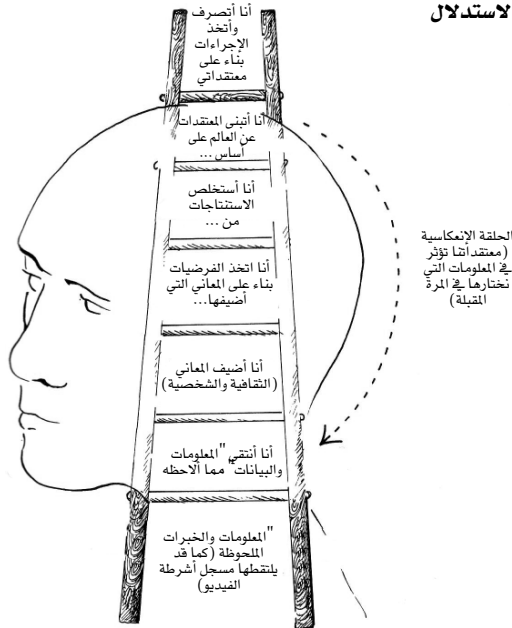 لاستدلال
أنا أتصرف
وأتخذ
الإجراءات
بناء على
معتقداتي
أنا أتبنى المعتقدات
عن العالم على
أساس ...
أنا أستخلص
الاستنتاجات
من ...
أنا اتخذ الفرضيات
بناء على المعاني التي
أضيفها...
أنا أضيف المعاني
(الثقافية والشخصية)
أنا أنتقي "المعلومات
والبيانات" مما ألاحظه
"المعلومات والخبرات
الملحوظة (كما قد
يلتقطها مسجل أشرطة
الفيديو)
الحلقة الإنعكاسية
(معتقداتنا تؤثر
في المعلومات التي
نختارها في المرة
المقبلة)